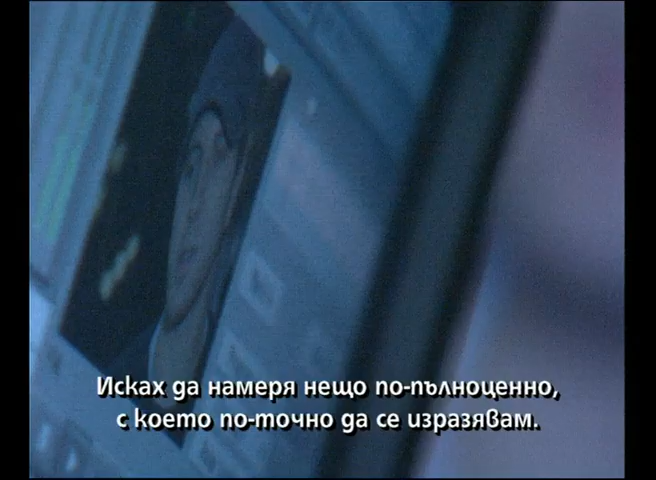 Исках да намеря нещо по-пълноценно,
с което по-точно да се изразявам.